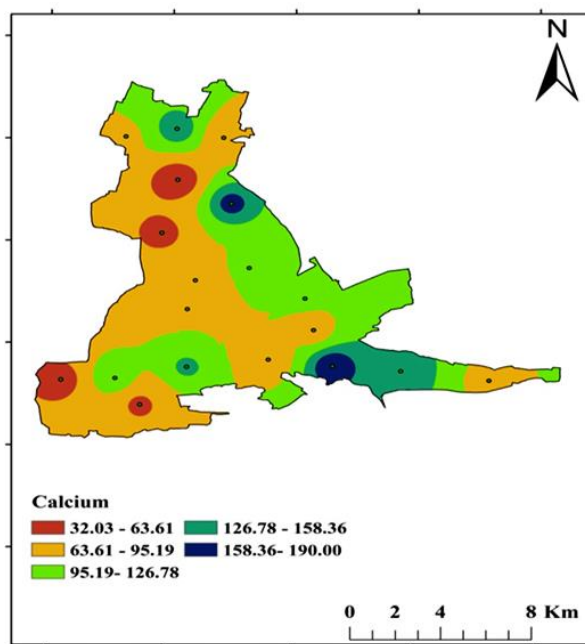 N
Calcium
32.03 - 63.61
126.78 - 158.36
63.61 - 95.19
158.36- 190.00
95.19- 126.78
0 2 4 8 Km